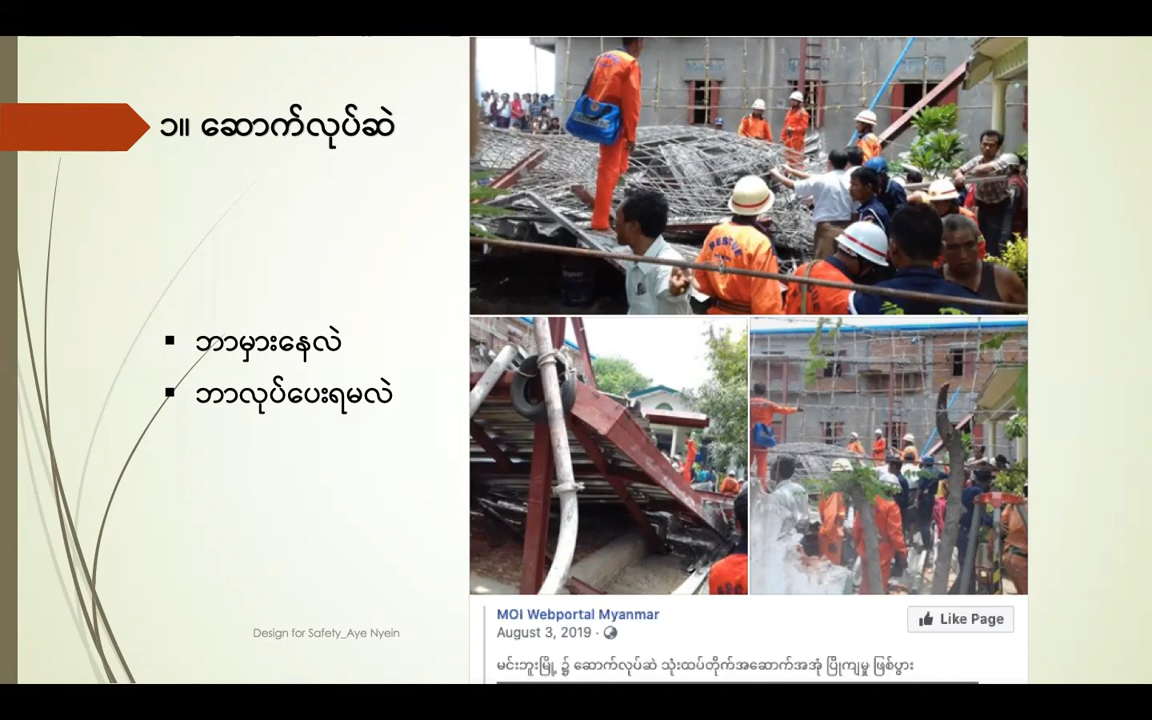 ၁။ ဆောက်လုပ်ဆဲ
ဘာမှားနေလဲ
ဘာလုပ်ပေးရမလဲ
Design for Safety_Aye Nyein
RESCUE
MOI Webportal Myanmar
August 3, 2019 ·
Like Page
မင်းဘူးမြို့၌ ဆောက်လုပ်ဆဲ သုံးထပ်တိုက်အဆောက်အအုံ ပြိုကျမှု ဖြစ်ပွား